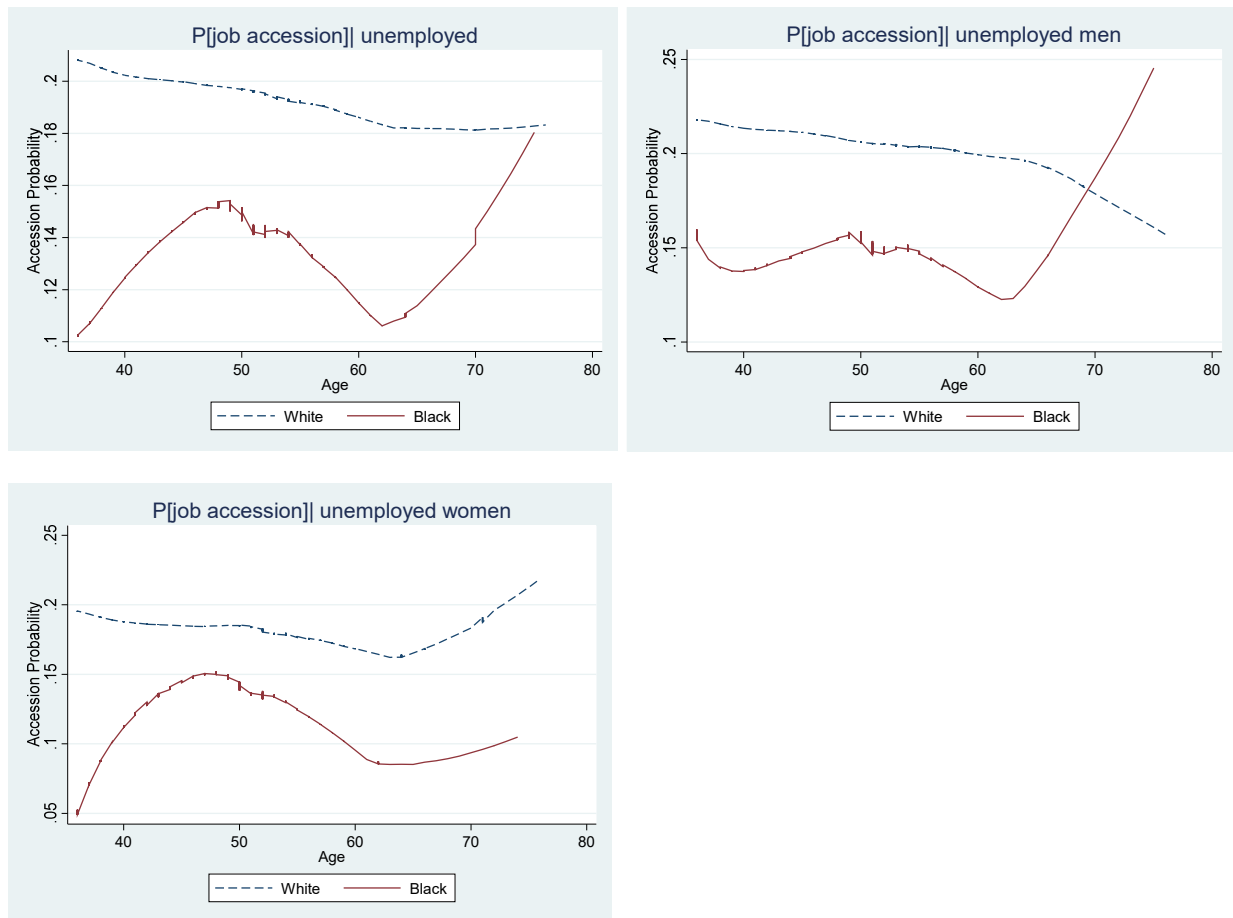 P[job accession]| unemployed
Accession Probability
.2
.18
.16
.14
.12
.1
40 50 60 70 80
Age
White Black
P[job accession]| unemployed men
Accession Probability
.25
.2
.15
.1
40 50 60 70 80
Age
White Black
P[job accession]| unemployed women
Accession Probability
.25
.2
.15
.1
.05
40 50 60 70 80
Age
White Black